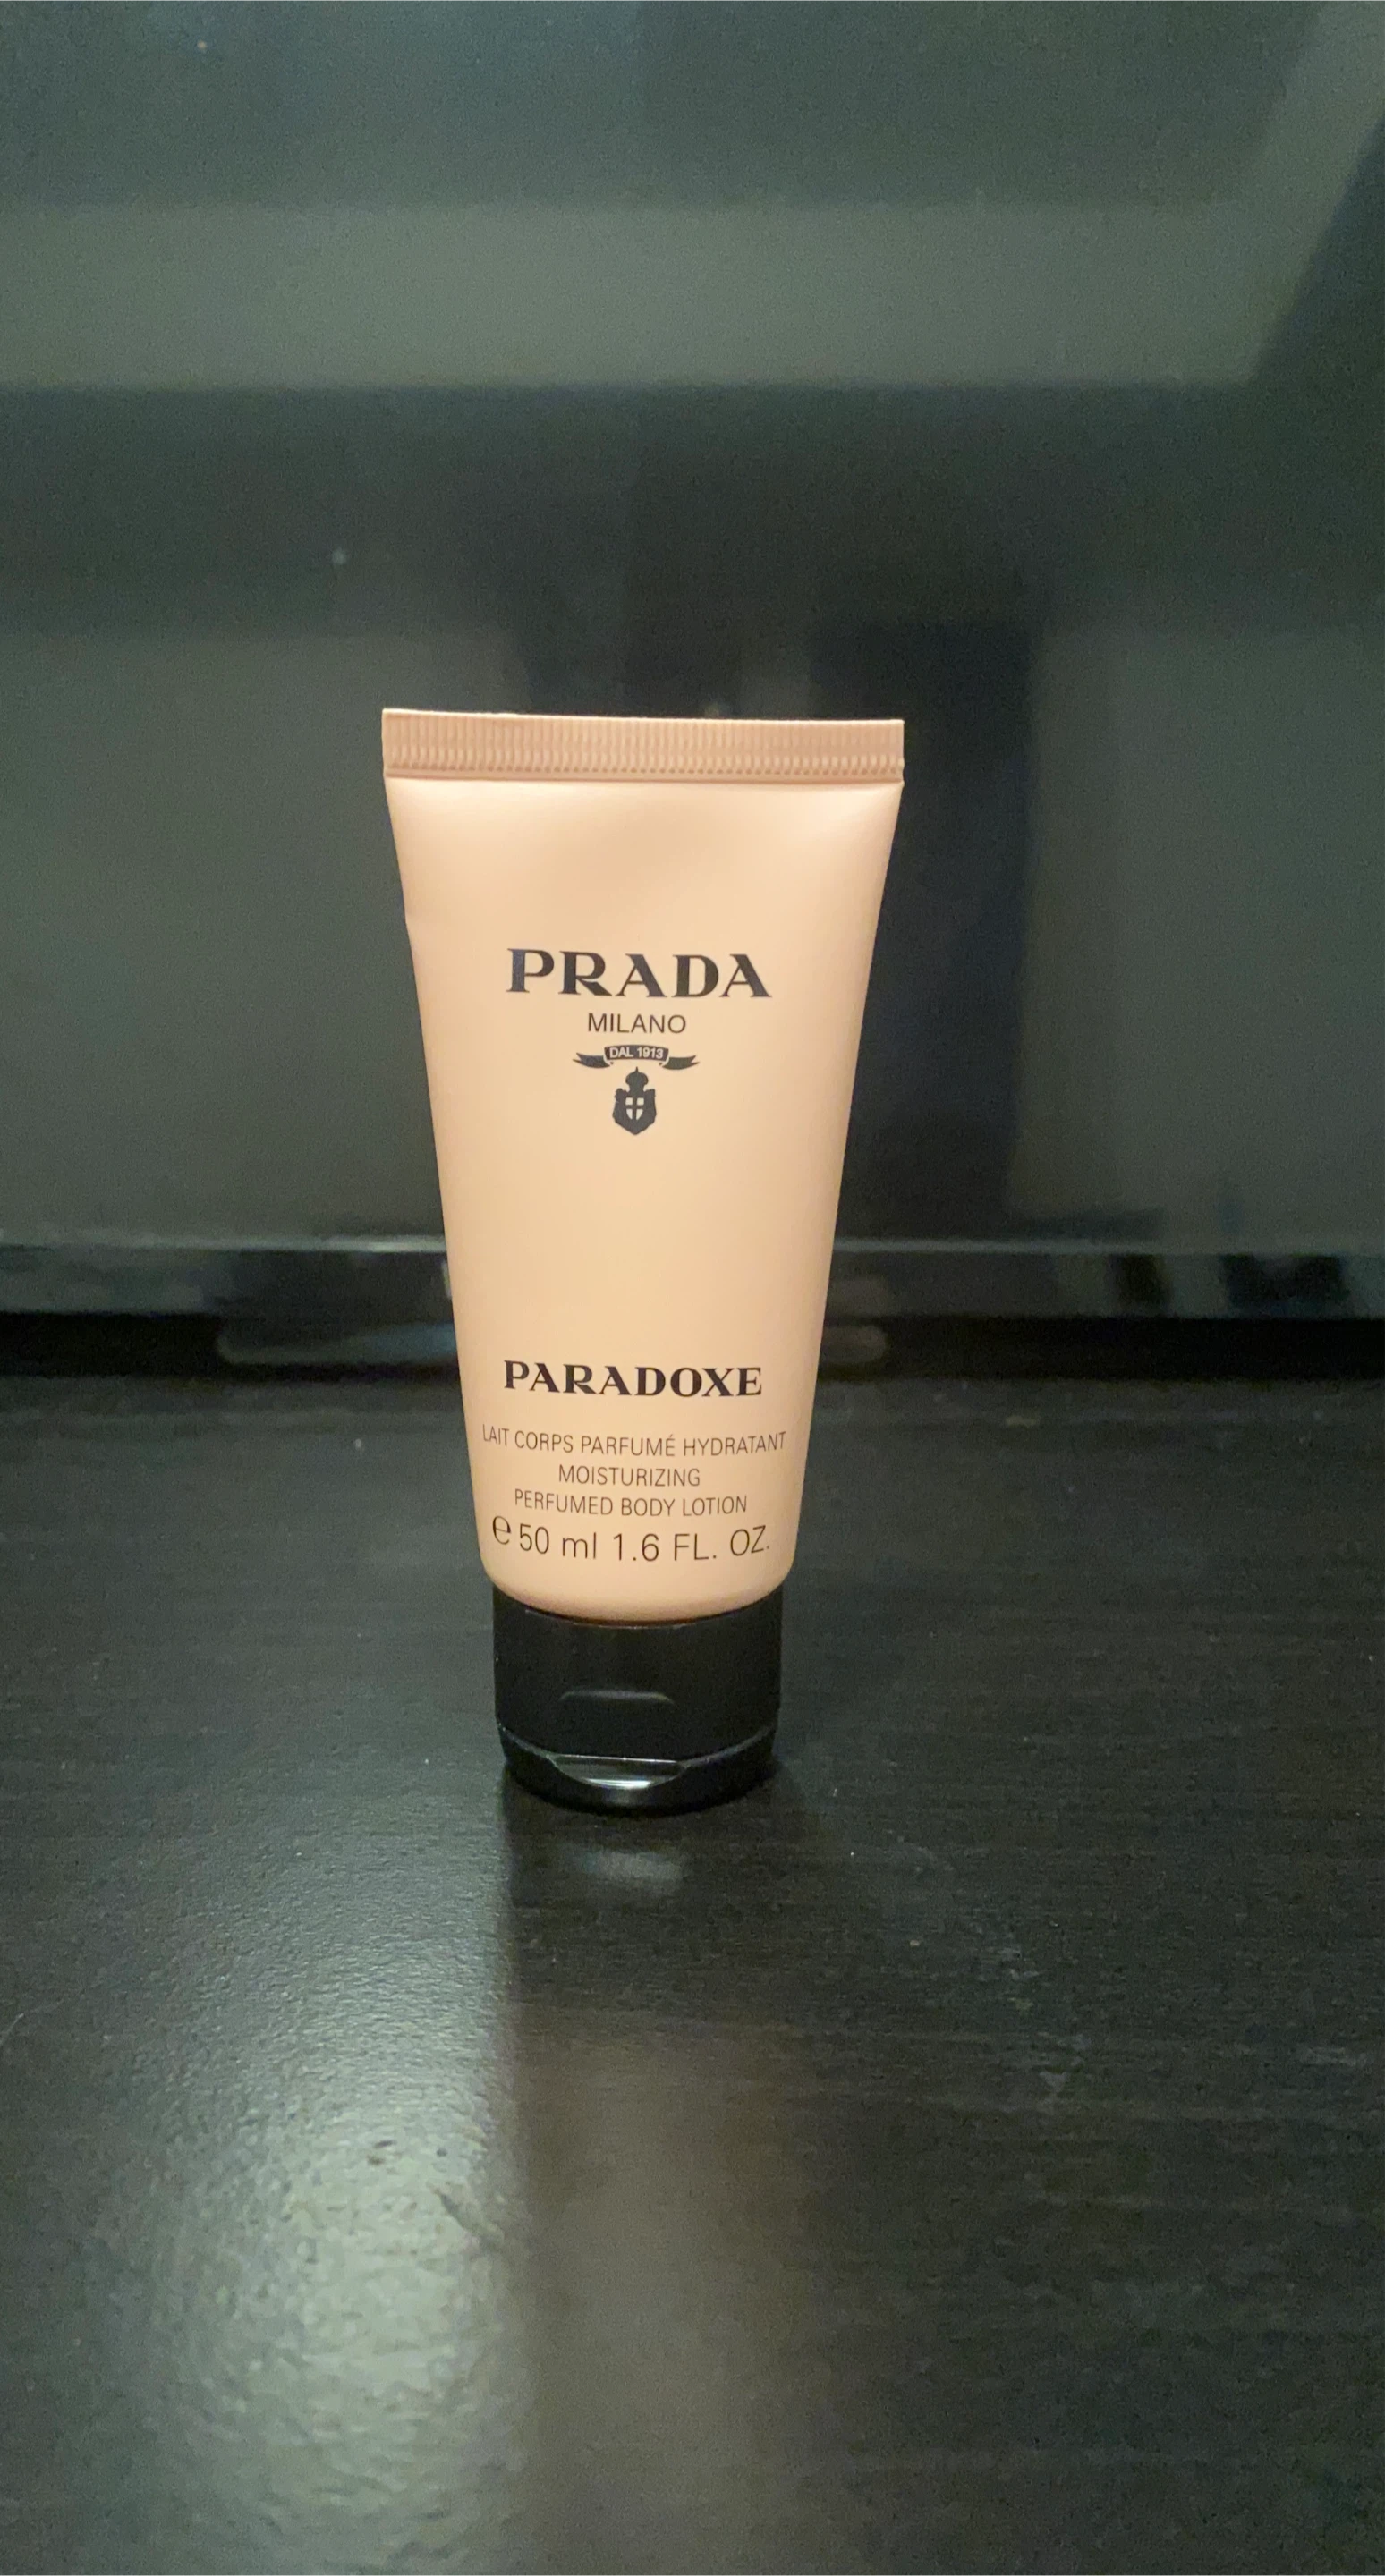 PRADA
MILANO
DAL 1913
PARADOXE
LAIT CORPS PARFUMÉ HYDRATANT
MOISTURIZING
PERFUMED BODY LOTION
℮ 50 ml 1.6 FL. OZ.